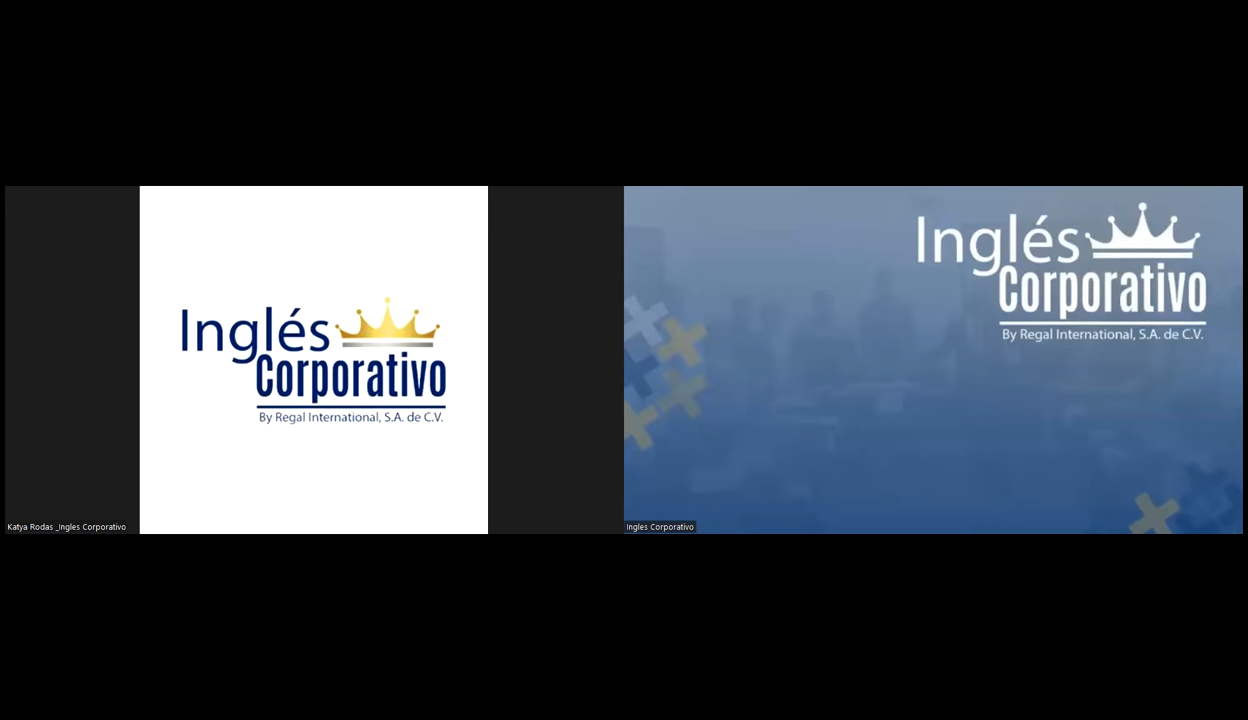 Inglés
Corporativo
By Regal International, S.A. de C.V.
Katya Rodas _Ingles Corporativo
Inglés
Corporativo
By Regal International, S.A. de C.V.
Ingles Corporativo